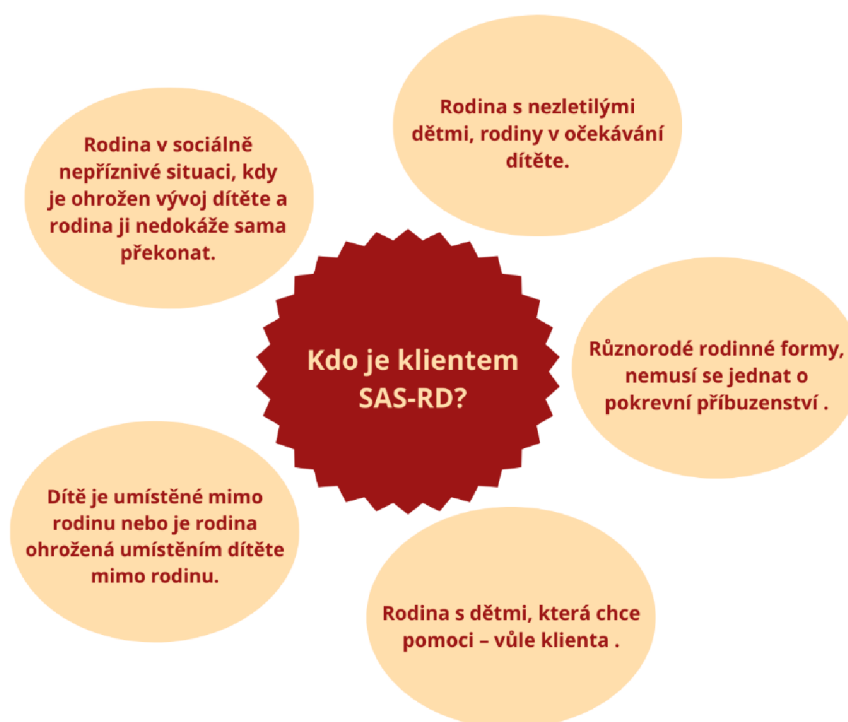 Rodina s nezletilými
dětmi, rodiny v očekávání
dítěte.
Rodina v sociálně
nepříznivé situaci, kdy
je ohrožen vývoj dítěte a
rodina ji nedokáže sama
překonat.
Kdo je klientem
SAS-RD?
Různorodé rodinné formy,
nemusí se jednat o
pokrevní příbuzenství .
Dítě je umístěné mimo
rodinu nebo je rodina
ohrožená umístěním dítěte
mimo rodinu.
Rodina s dětmi, která chce
pomoci – vůle klienta .